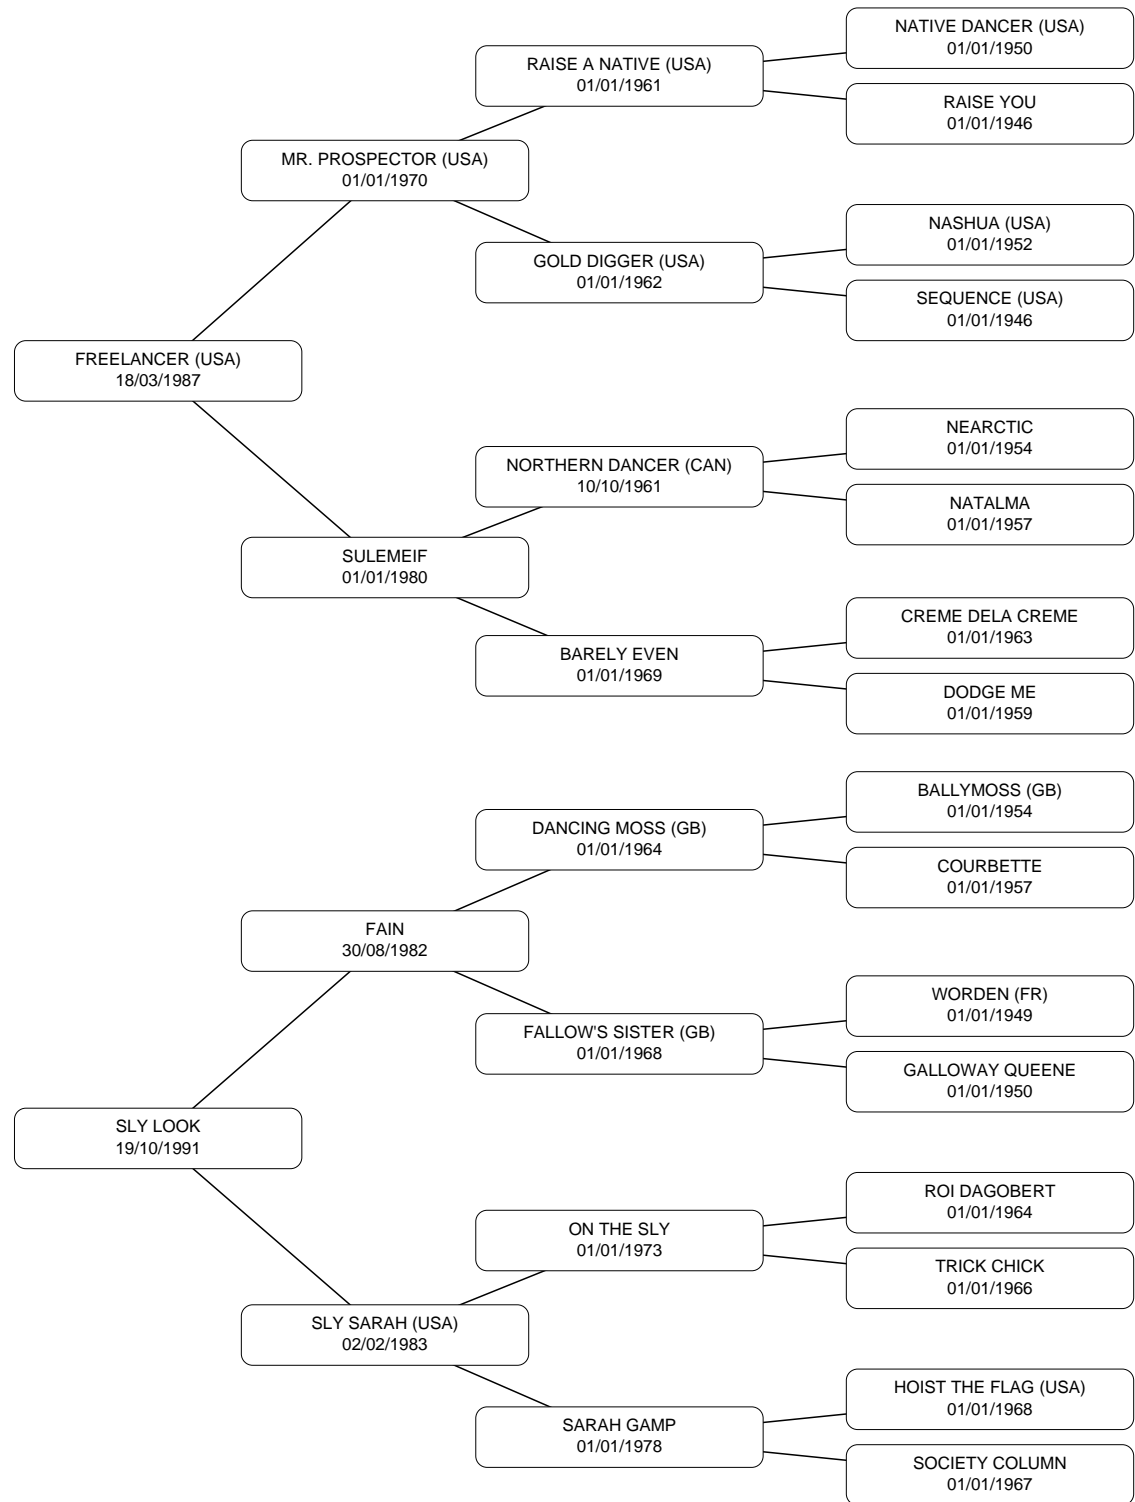 NATIVE DANCER (USA)
01/01/1950
RAISE A NATIVE (USA)
01/01/1961
RAISE YOU
01/01/1946
MR. PROSPECTOR (USA)
01/01/1970
NASHUA (USA)
01/01/1952
GOLD DIGGER (USA)
01/01/1962
SEQUENCE (USA)
01/01/1946
FREELANCER (USA)
18/03/1987
NEARCTIC
01/01/1954
NORTHERN DANCER (CAN)
10/10/1961
NATALMA
01/01/1957
SULEMEIF
01/01/1980
CREME DELA CREME
01/01/1963
BARELY EVEN
01/01/1969
DODGE ME
01/01/1959
BALLYMOSS (GB)
01/01/1954
DANCING MOSS (GB)
01/01/1964
COURBETTE
01/01/1957
FAIN
30/08/1982
WORDEN (FR)
01/01/1949
FALLOW'S SISTER (GB)
01/01/1968
GALLOWAY QUEENE
01/01/1950
SLY LOOK
19/10/1991
ROI DAGOBERT
01/01/1964
ON THE SLY
01/01/1973
TRICK CHICK
01/01/1966
SLY SARAH (USA)
02/02/1983
HOIST THE FLAG (USA)
01/01/1968
SARAH GAMP
01/01/1978
SOCIETY COLUMN
01/01/1967